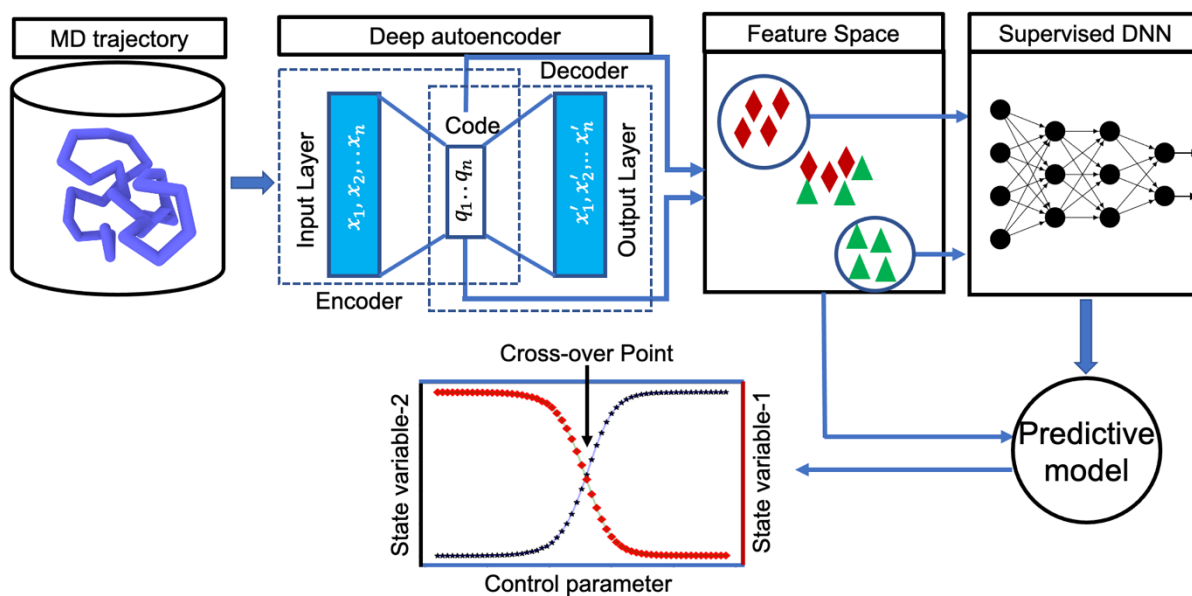 MD trajectory
Deep autoencoder
Feature Space
Supervised DNN
Decoder
Code
Input Layer
x₁, x₂, .. xₙ
q₁ . . qₙ
x′₁, x′₂, .. x′ₙ
Output Layer
Encoder
Cross-over Point
State variable-2
State variable-1
Control parameter
Predictive
model